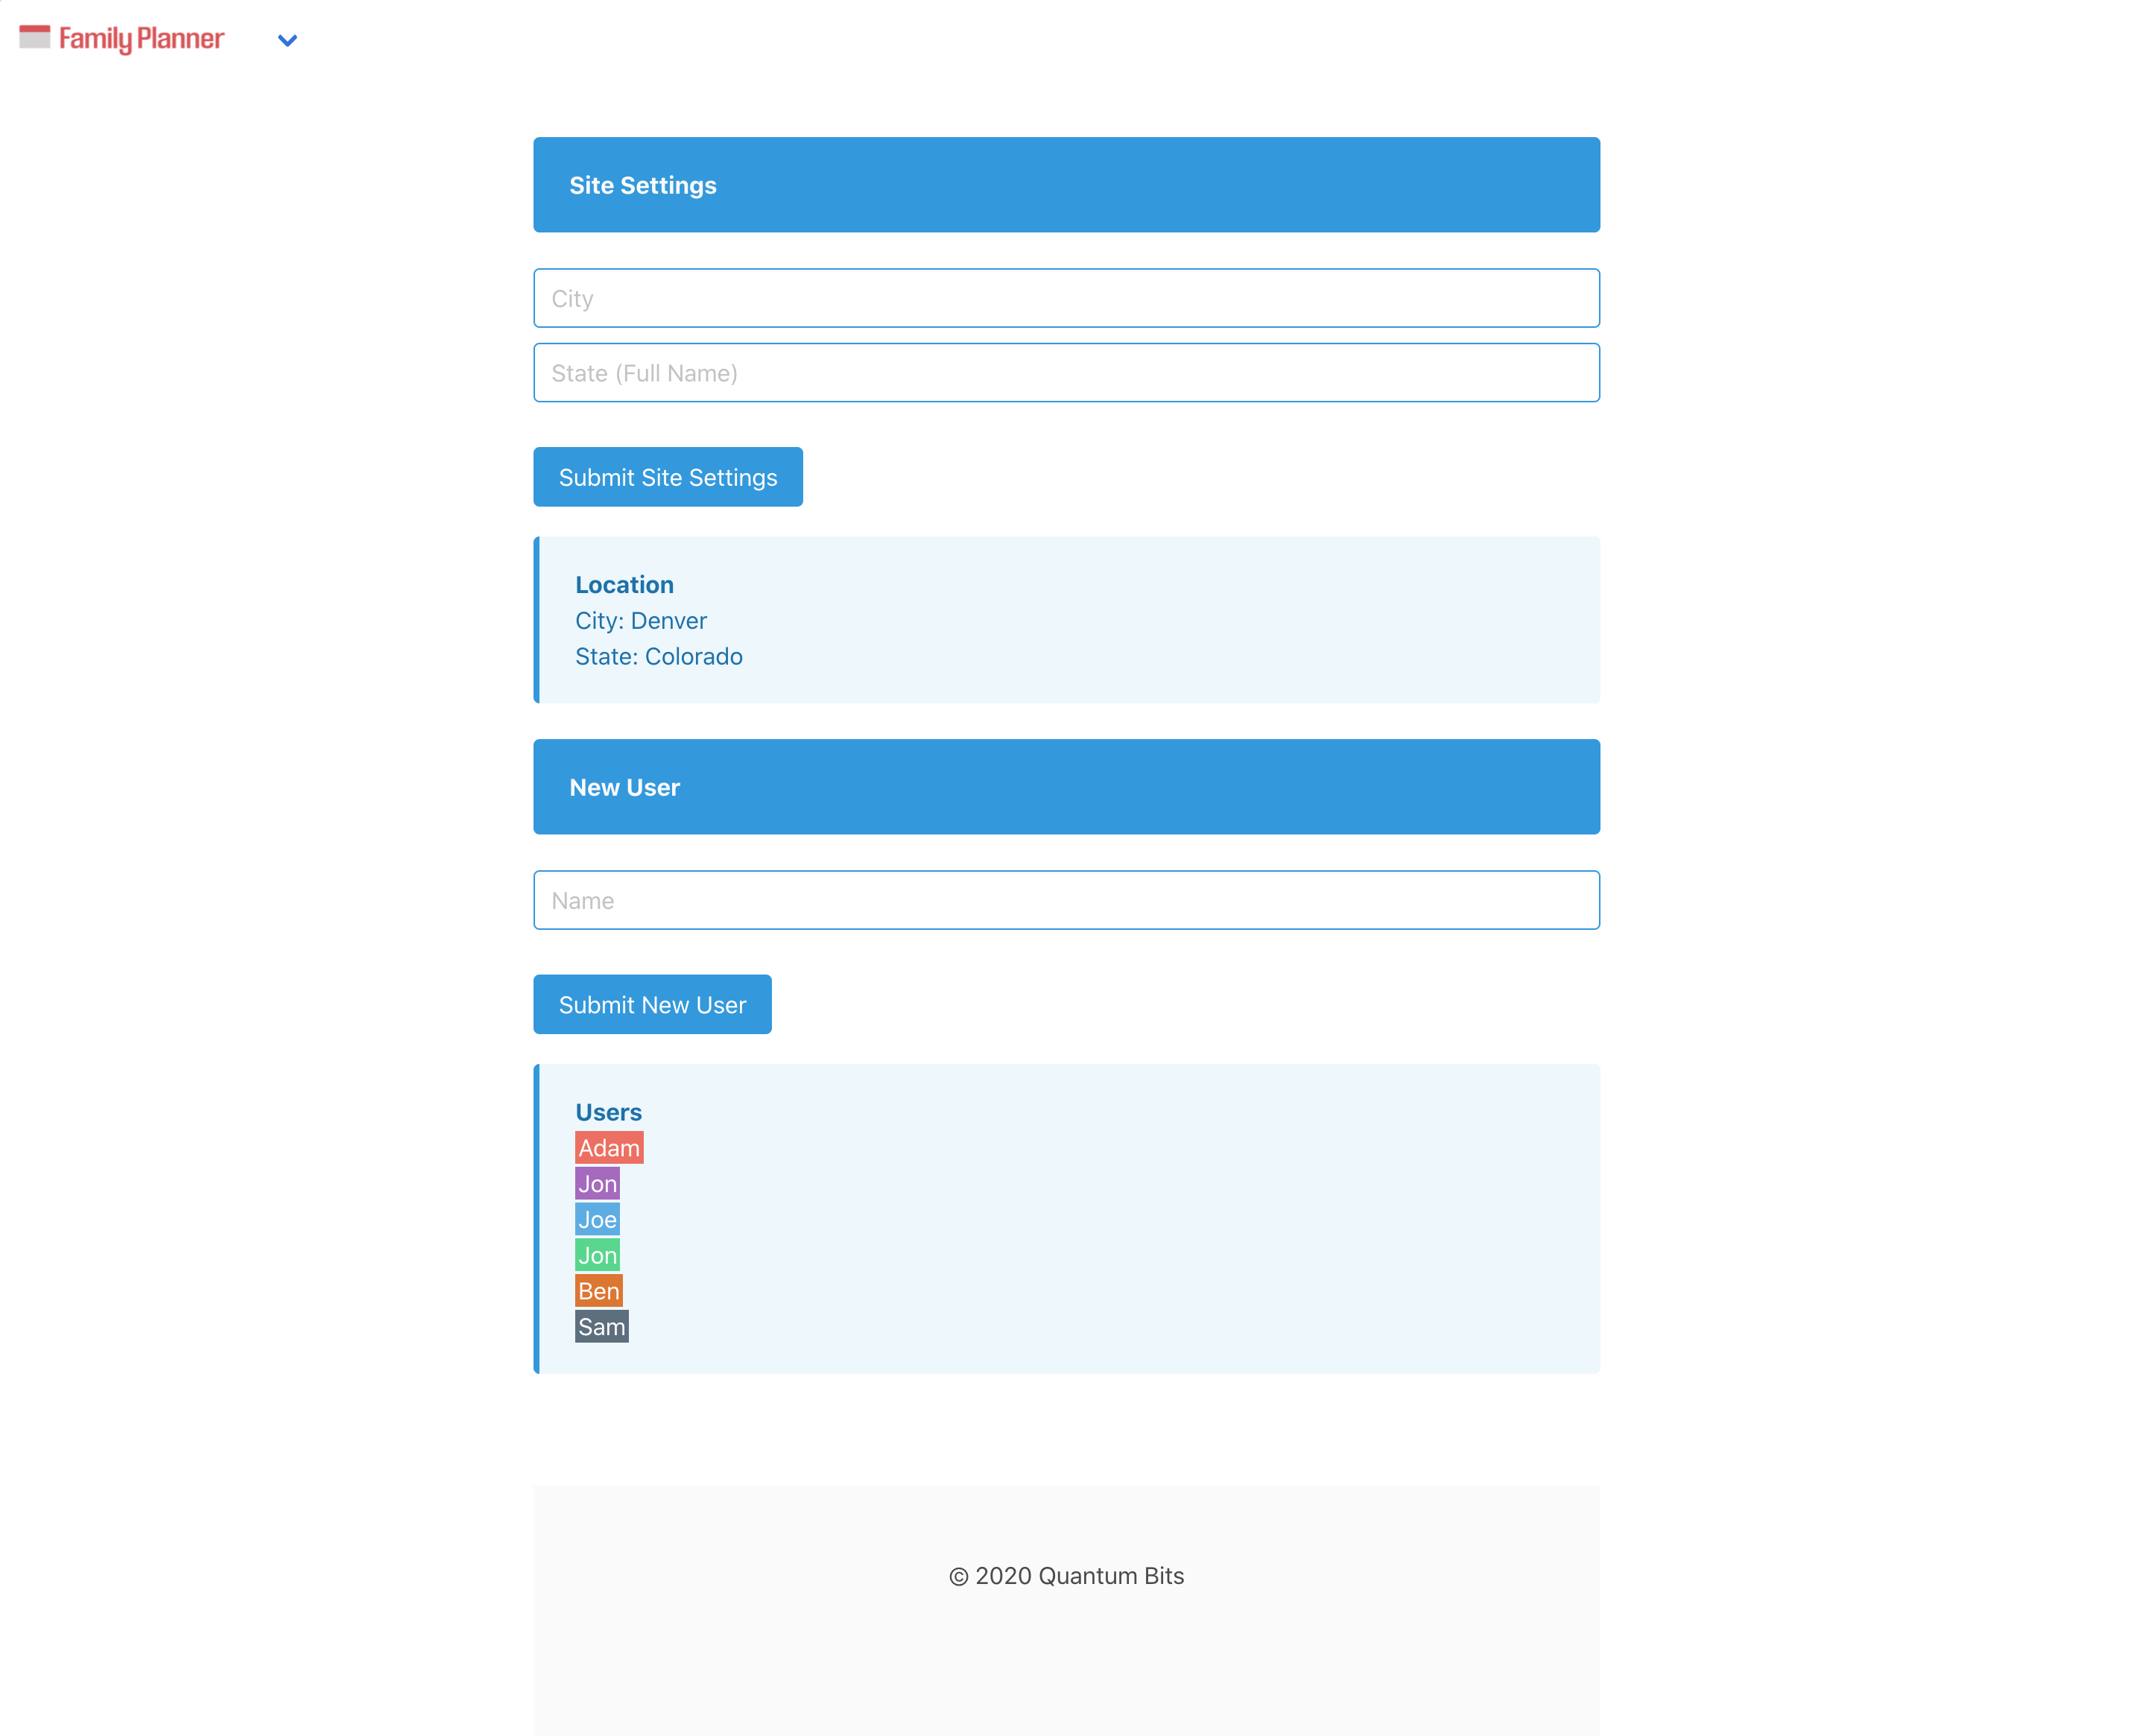 Family Planner
Site Settings
City
State (Full Name)
Submit Site Settings
Location
City: Denver
State: Colorado
New User
Name
Submit New User
Users
Adam
Jon
Joe
Jon
Ben
Sam
© 2020 Quantum Bits